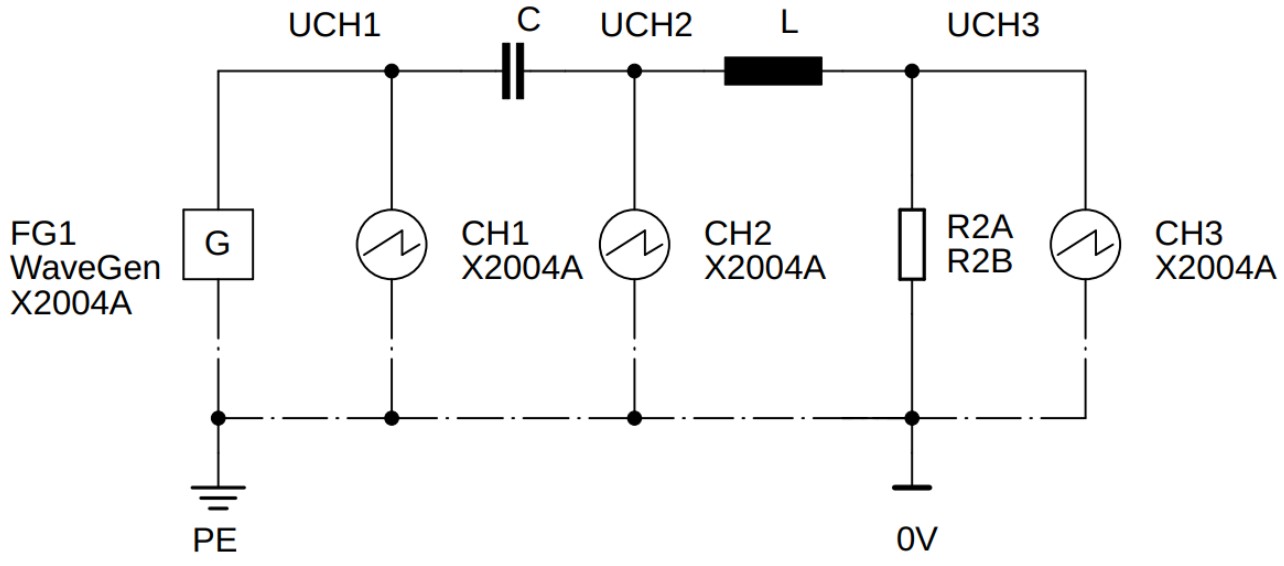 UCH1
C
UCH2
L
UCH3
FG1
WaveGen
X2004A
G
CH1
X2004A
CH2
X2004A
R2A
R2B
CH3
X2004A
PE
0V